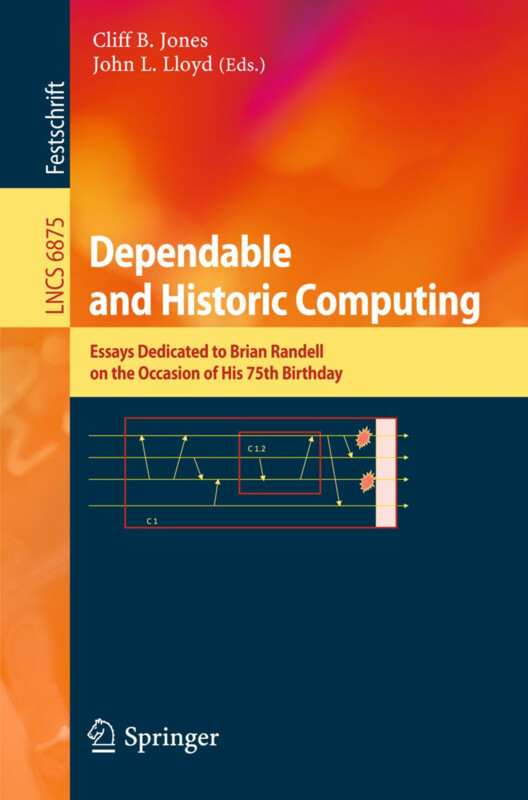 Cliff B. Jones
John L. Lloyd (Eds.)
Festschrift
LNCS 6875
Dependable
and Historic Computing
Essays Dedicated to Brian Randell
on the Occasion of His 75th Birthday
C 1.2
C 1
Springer